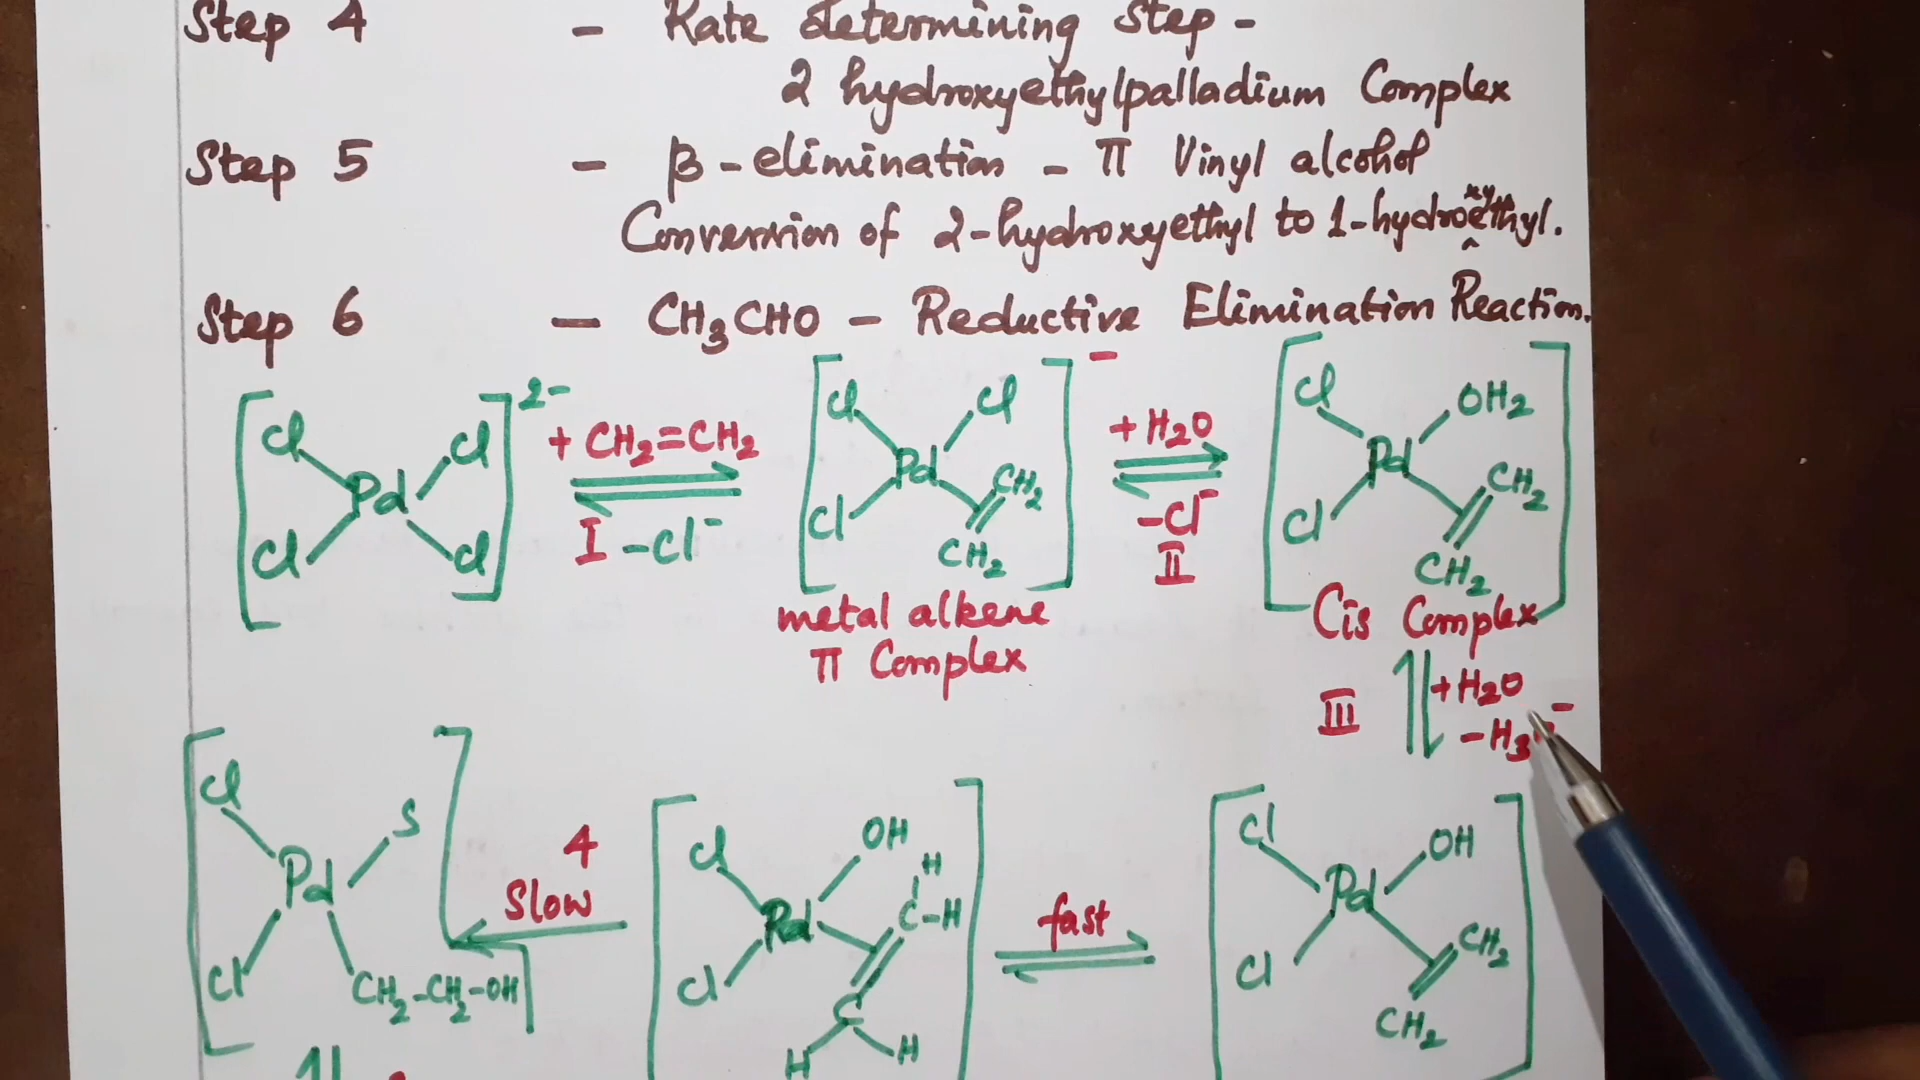 Step 4 - Rate determining Step -
2 hydroxyethylpalladium Complex
Step 5 - β-elimination - π Vinyl alcohol
Conversion of 2-hydroxyethyl to 1-hydroxyethyl.
Step 6 - CH3CHO - Reductive Elimination Reaction.
Cl Cl Pd Cl Cl 2-
+ CH2=CH2
I -Cl-
Cl Cl Pd CH2 Cl CH2 -
metal alkene
π Complex
+H2O
-Cl-
II
Cl OH2 Pd CH2 Cl CH2
Cis Complex
III +H2O
-H3
Cl OH Pd CH2 Cl CH2
fast
Cl OH H Pd C-H Cl C H H
4
Slow
Cl S Pd Cl CH2-CH2-OH